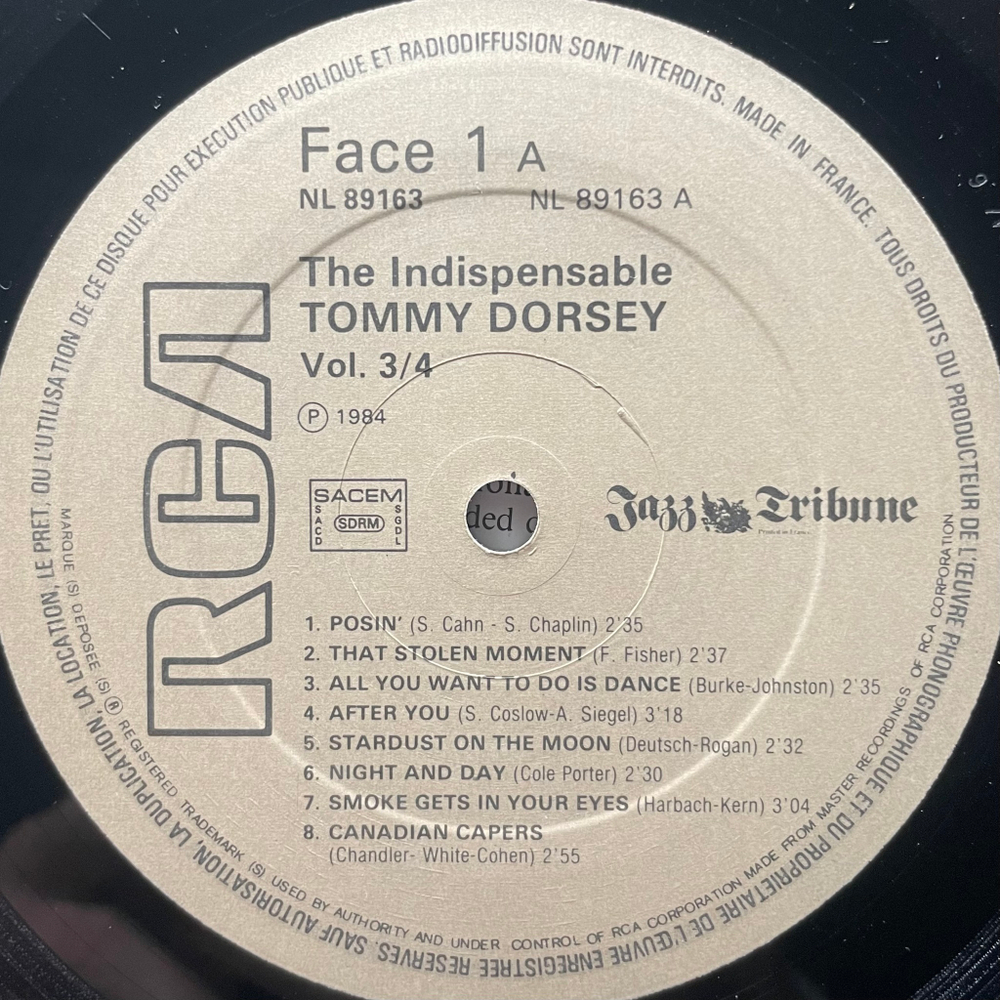 TOUS DROITS DU PRODUCTEUR DE L'ŒUVRE PHONOGRAPHIQUE ET DU PROPRIETAIRE DE L'ŒUVRE ENREGISTREE RESERVES. SAUF AUTORISATION, LA DUPLICATION, LA LOCATION, LE PRET, OU L'UTILISATION DE CE DISQUE POUR EXECUTION PUBLIQUE ET RADIODIFFUSION SONT INTERDITS. MADE IN FRANCE.
Face 1 A
NL 89163 NL 89163 A
RCA
The Indispensable
TOMMY DORSEY
Vol. 3/4
Ⓟ 1984
SACEM
SACD
SDRM
SGDL
ded
Jazz Tribune
1. POSIN' (S. Cahn - S. Chaplin) 2'35
2. THAT STOLEN MOMENT (F. Fisher) 2'37
3. ALL YOU WANT TO DO IS DANCE (Burke-Johnston) 2'35
4. AFTER YOU (S. Coslow-A. Siegel) 3'18
5. STARDUST ON THE MOON (Deutsch-Rogan) 2'32
6. NIGHT AND DAY (Cole Porter) 2'30
7. SMOKE GETS IN YOUR EYES (Harbach-Kern) 3'04
8. CANADIAN CAPERS
(Chandler- White-Cohen) 2'55
MARQUE (S) DEPOSEE (S) ® REGISTERED TRADEMARK (S) USED BY AUTHORITY AND UNDER CONTROL OF RCA CORPORATION MADE FROM MASTER RECORDINGS OF RCA CORPORATION